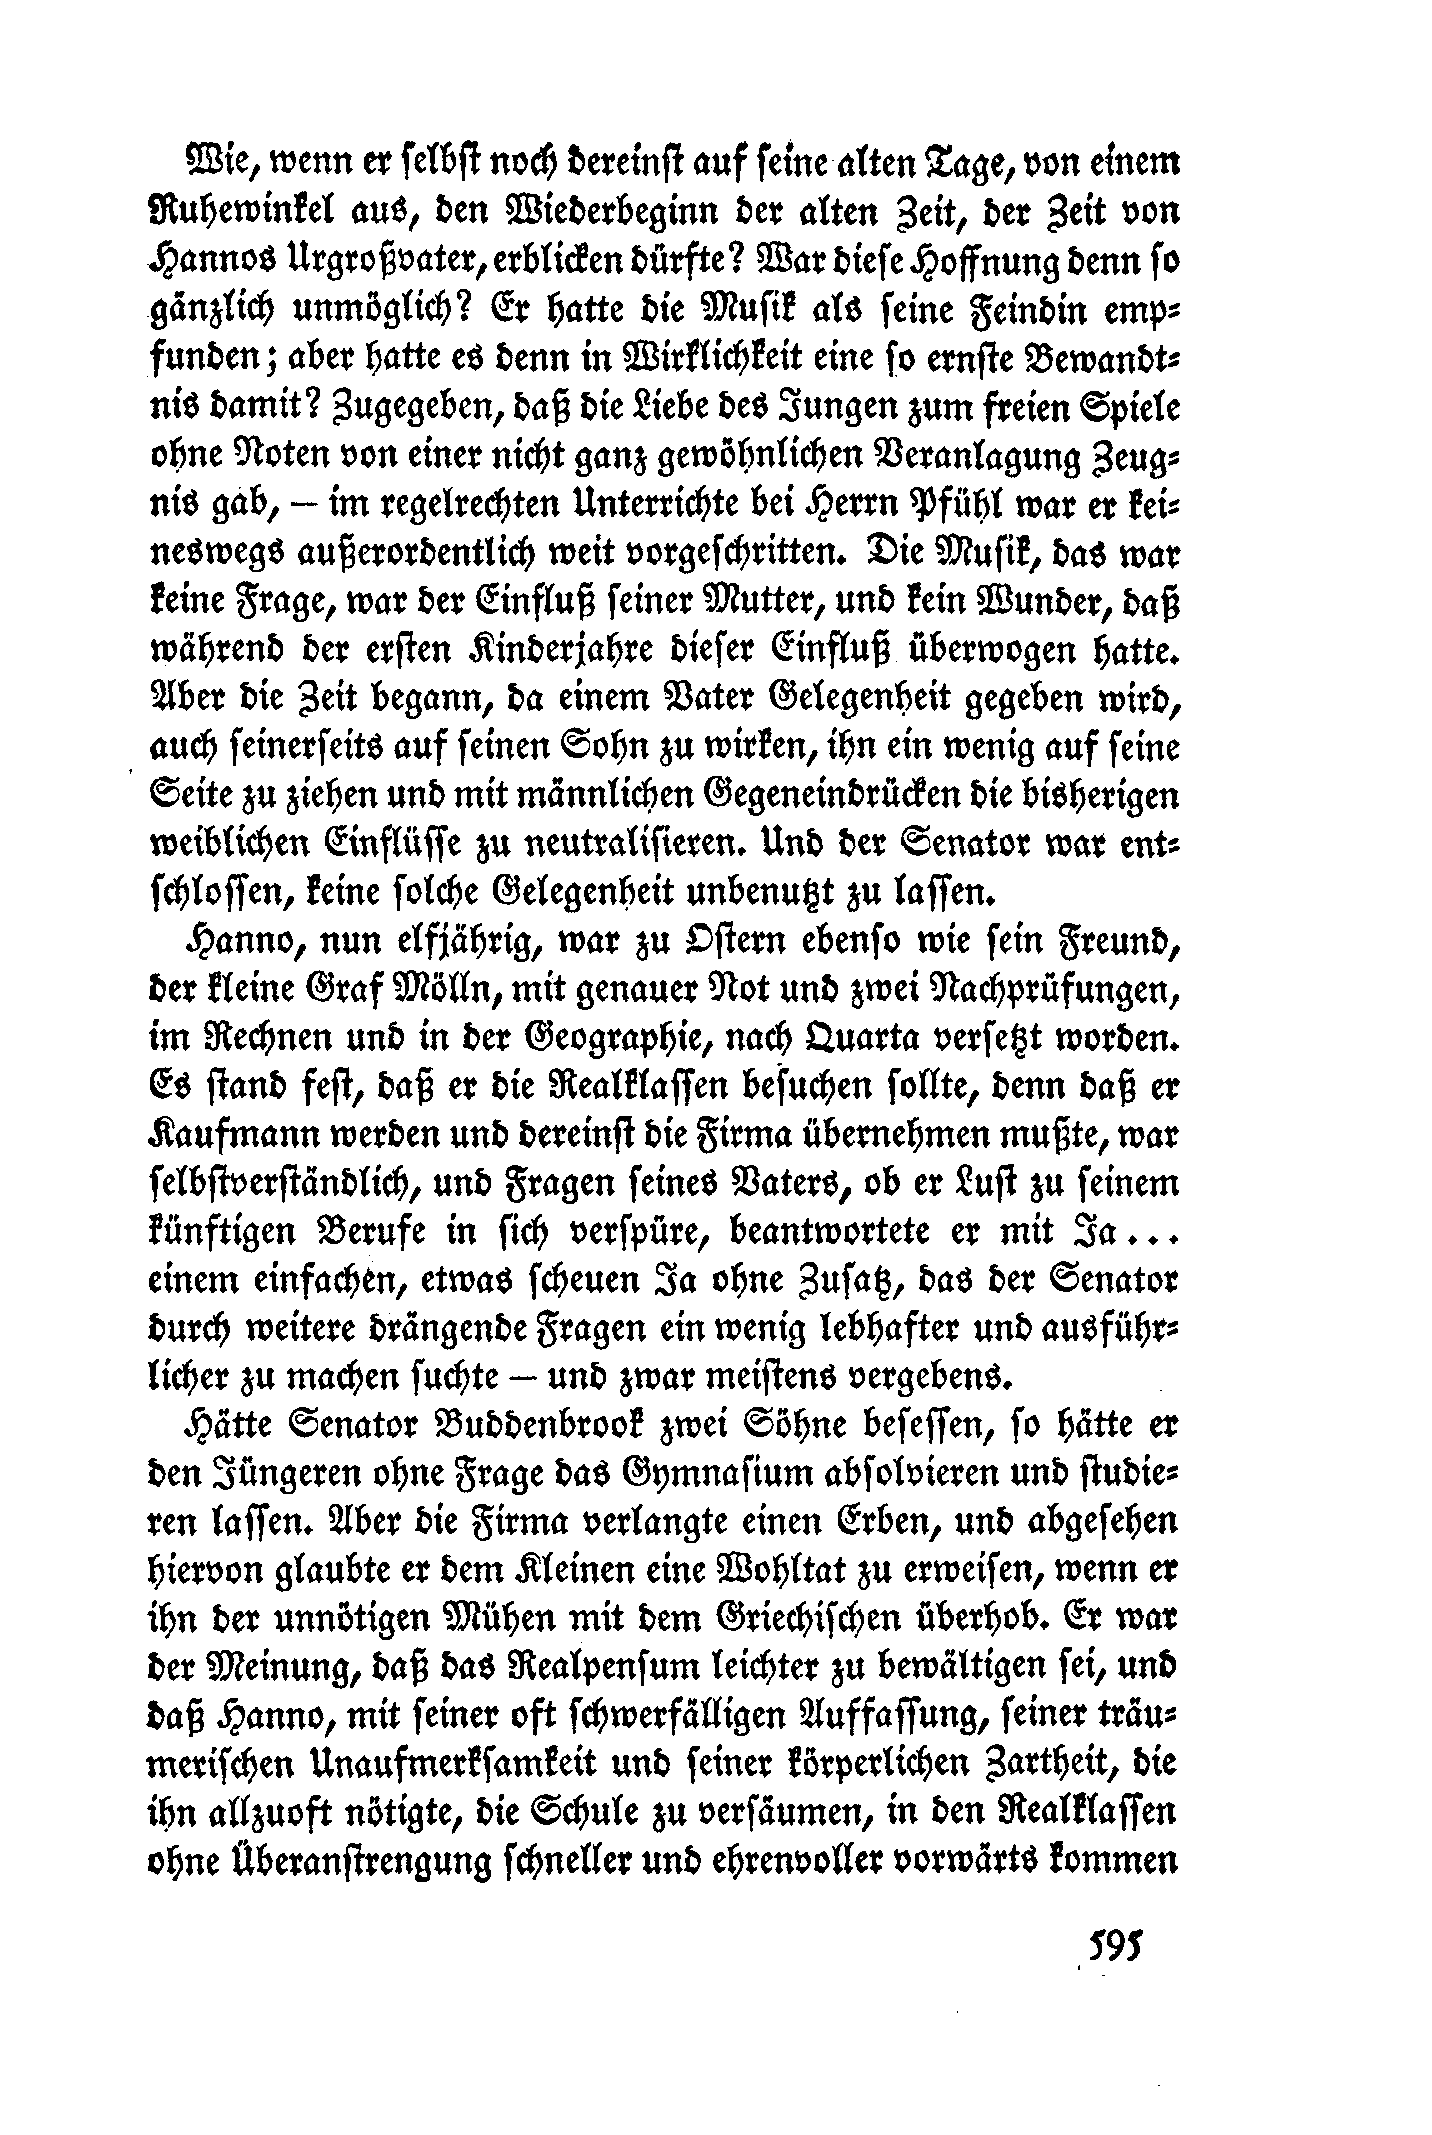 Wie, wenn er selbst noch dereinst auf seine alten Tage, von einem
Ruhewinkel aus, den Wiederbeginn der alten Zeit, der Zeit von
Hannos Urgroßvater, erblicken dürfte? War diese Hoffnung denn so
gänzlich unmöglich? Er hatte die Musik als seine Feindin emp-
funden; aber hatte es denn in Wirklichkeit eine so ernste Bewandt-
nis damit? Zugegeben, daß die Liebe des Jungen zum freien Spiele
ohne Noten von einer nicht ganz gewöhnlichen Veranlagung Zeug-
nis gab, – im regelrechten Unterrichte bei Herrn Pfühl war er kei-
neswegs außerordentlich weit vorgeschritten. Die Musik, das war
keine Frage, war der Einfluß seiner Mutter, und kein Wunder, daß
während der ersten Kinderjahre dieser Einfluß überwogen hatte.
Aber die Zeit begann, da einem Vater Gelegenheit gegeben wird,
auch seinerseits auf seinen Sohn zu wirken, ihn ein wenig auf seine
Seite zu ziehen und mit männlichen Gegeneindrücken die bisherigen
weiblichen Einflüsse zu neutralisieren. Und der Senator war ent-
schlossen, keine solche Gelegenheit unbenutzt zu lassen.
Hanno, nun elfjährig, war zu Ostern ebenso wie sein Freund,
der kleine Graf Mölln, mit genauer Not und zwei Nachprüfungen,
im Rechnen und in der Geographie, nach Quarta versetzt worden.
Es stand fest, daß er die Realklassen besuchen sollte, denn daß er
Kaufmann werden und dereinst die Firma übernehmen mußte, war
selbstverständlich, und Fragen seines Vaters, ob er Lust zu seinem
künftigen Berufe in sich verspüre, beantwortete er mit Ja...
einem einfachen, etwas scheuen Ja ohne Zusatz, das der Senator
durch weitere drängende Fragen ein wenig lebhafter und ausführ-
licher zu machen suchte – und zwar meistens vergebens.
Hätte Senator Buddenbrook zwei Söhne besessen, so hätte er
den Jüngeren ohne Frage das Gymnasium absolvieren und studie-
ren lassen. Aber die Firma verlangte einen Erben, und abgesehen
hiervon glaubte er dem Kleinen eine Wohltat zu erweisen, wenn er
ihn der unnötigen Mühen mit dem Griechischen überhob. Er war
der Meinung, daß das Realpensum leichter zu bewältigen sei, und
daß Hanno, mit seiner oft schwerfälligen Auffassung, seiner träu-
merischen Unaufmerksamkeit und seiner körperlichen Zartheit, die
ihn allzuoft nötigte, die Schule zu versäumen, in den Realklassen
ohne Überanstrengung schneller und ehrenvoller vorwärts kommen
595